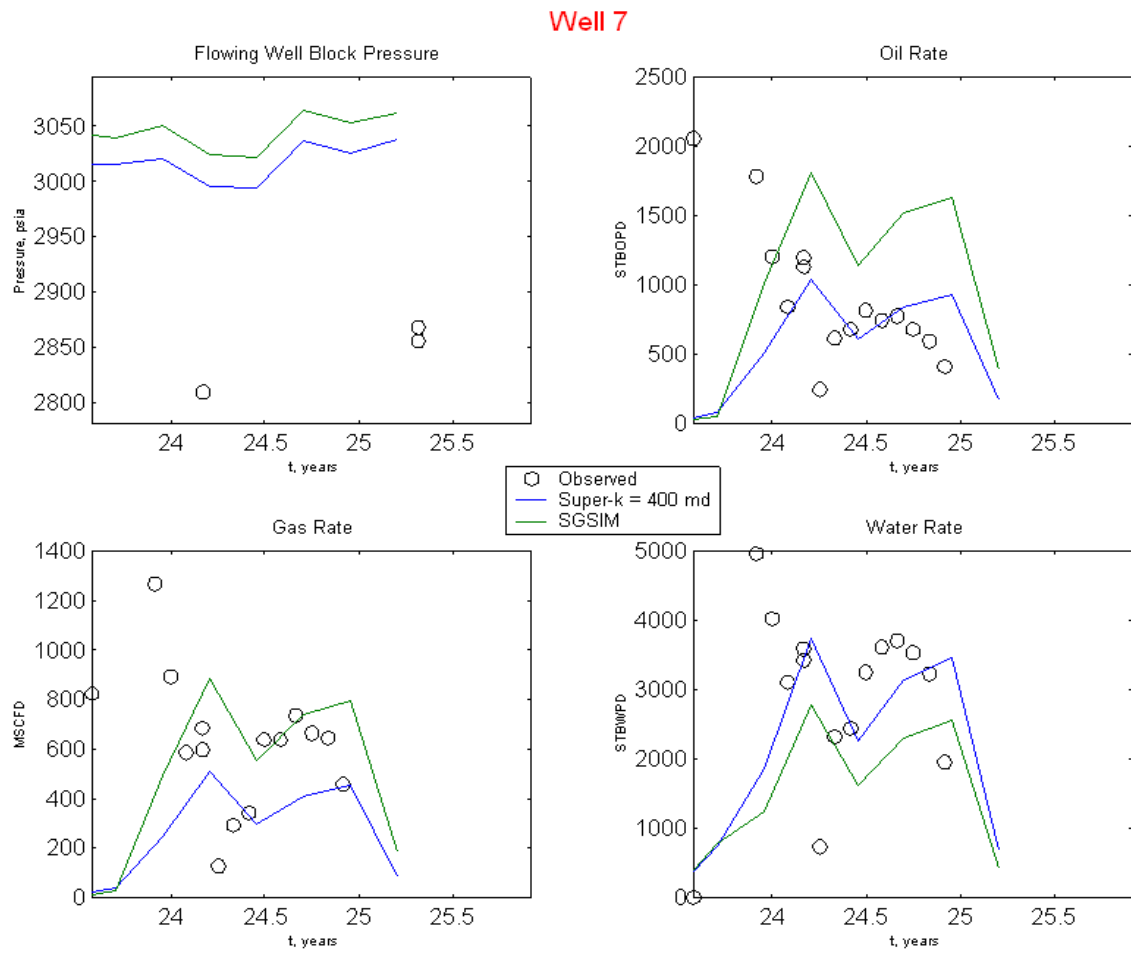 Well 7
Flowing Well Block Pressure
3050
3000
2950
2900
2850
2800
Pressure, psia
24
24.5
25
25.5
t, years
Oil Rate
2500
2000
1500
1000
500
0
STBOPD
24
24.5
25
25.5
t, years
Observed
Super-k = 400 md
SGSIM
Gas Rate
1400
1200
1000
800
600
400
200
0
MSCFD
24
24.5
25
25.5
t, years
Water Rate
5000
4000
3000
2000
1000
0
STBWPD
24
24.5
25
25.5
t, years